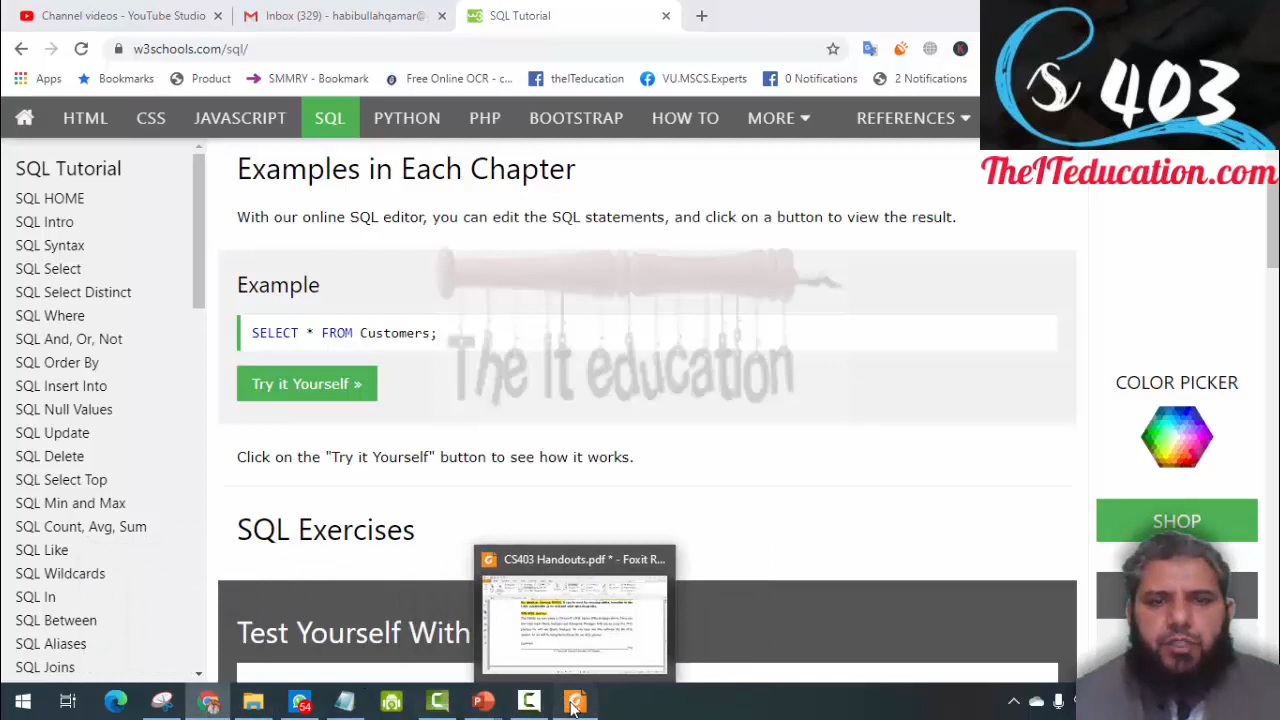 Channel videos - YouTube Studio
Inbox (329) - habibullahqamar@
SQL Tutorial
w3schools.com/sql/
Apps
Bookmarks
Product
SMMRY - Bookmark
Free Online OCR - c...
theITeducation
VU.MSCS.Experts
0 Notifications
2 Notifications
K
CS 403
TheITeducation.com
HTML
CSS
JAVASCRIPT
SQL
PYTHON
PHP
BOOTSTRAP
HOW TO
MORE
REFERENCES
SQL Tutorial
SQL HOME
SQL Intro
SQL Syntax
SQL Select
SQL Select Distinct
SQL Where
SQL And, Or, Not
SQL Order By
SQL Insert Into
SQL Null Values
SQL Update
SQL Delete
SQL Select Top
SQL Min and Max
SQL Count, Avg, Sum
SQL Like
SQL Wildcards
SQL In
SQL Between
SQL Aliases
SQL Joins
Examples in Each Chapter
With our online SQL editor, you can edit the SQL statements, and click on a button to view the result.
Example
SELECT * FROM Customers;
The It education
Try it Yourself »
Click on the "Try it Yourself" button to see how it works.
SQL Exercises
Test Yourself With
CS403 Handouts.pdf * - Foxit R...
COLOR PICKER
SHOP
54